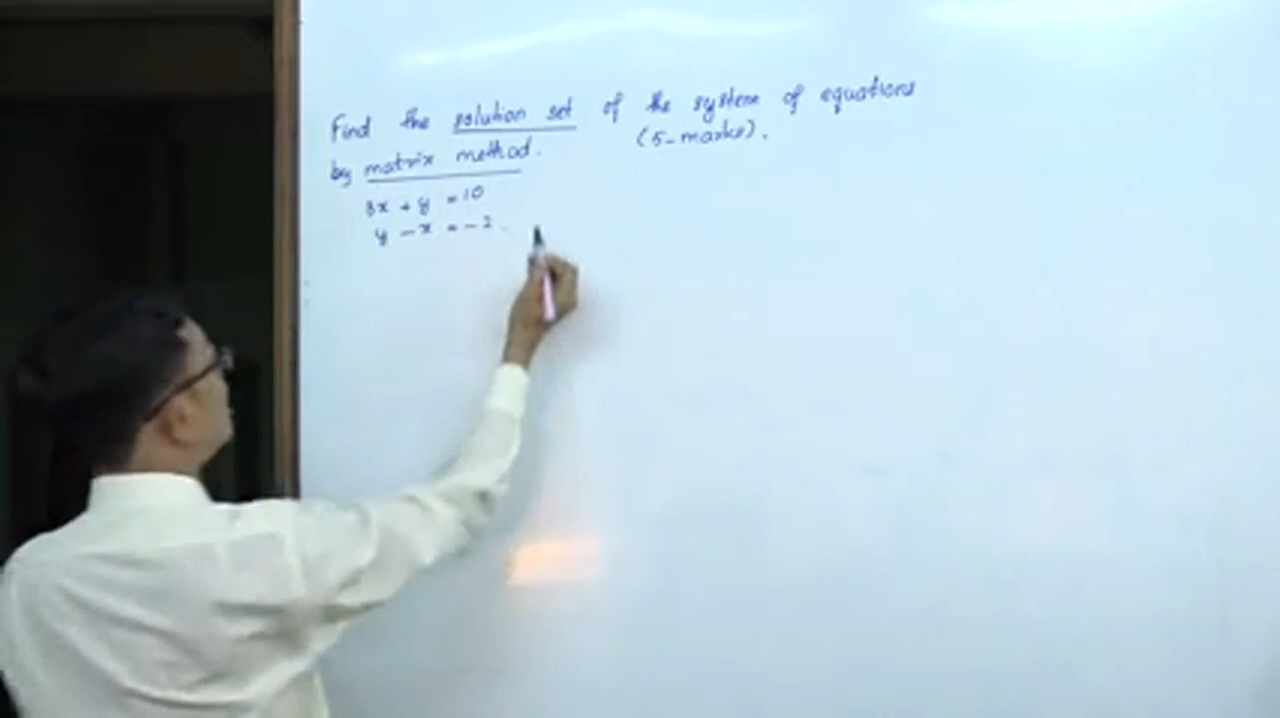 Find the solution set of the system of equations
by matrix method. (5-marks).
3x + y = 10
y - x = -2